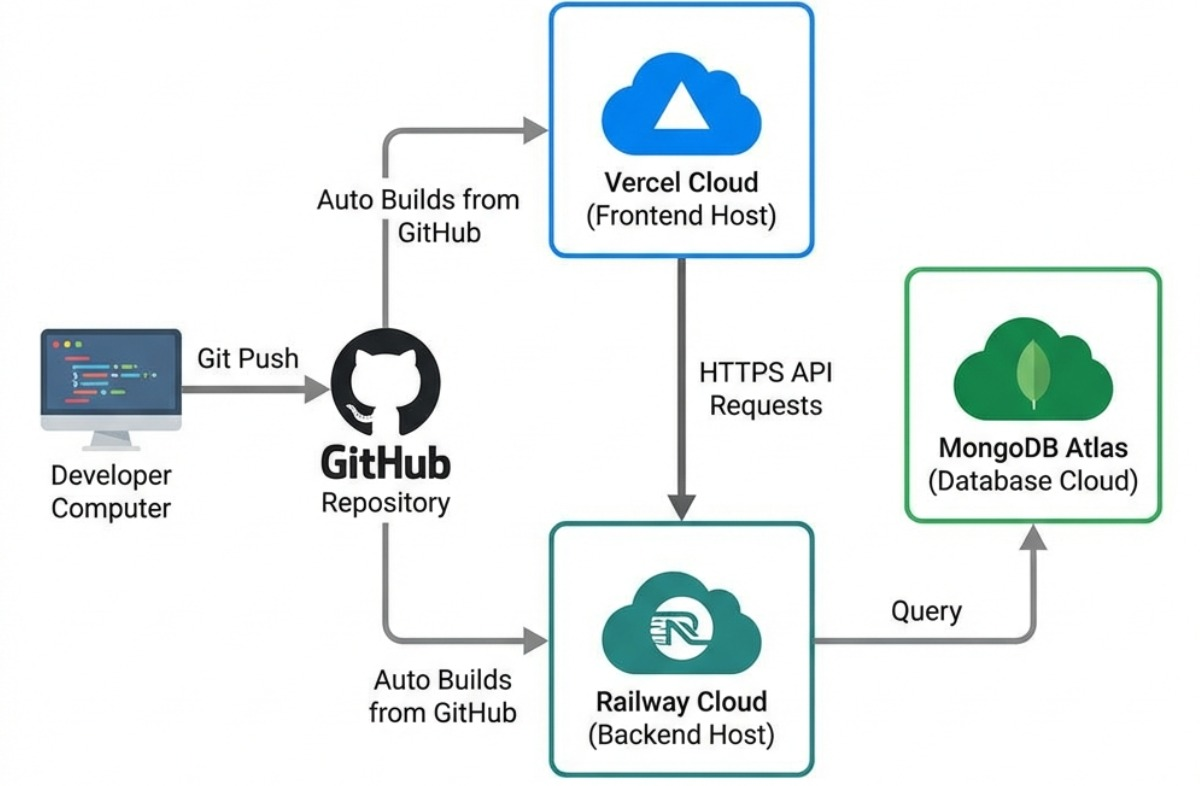 Vercel Cloud
(Frontend Host)
Auto Builds from
GitHub
Git Push
HTTPS API
Requests
GitHub
Repository
Developer
Computer
MongoDB Atlas
(Database Cloud)
Query
Auto Builds
from GitHub
Railway Cloud
(Backend Host)